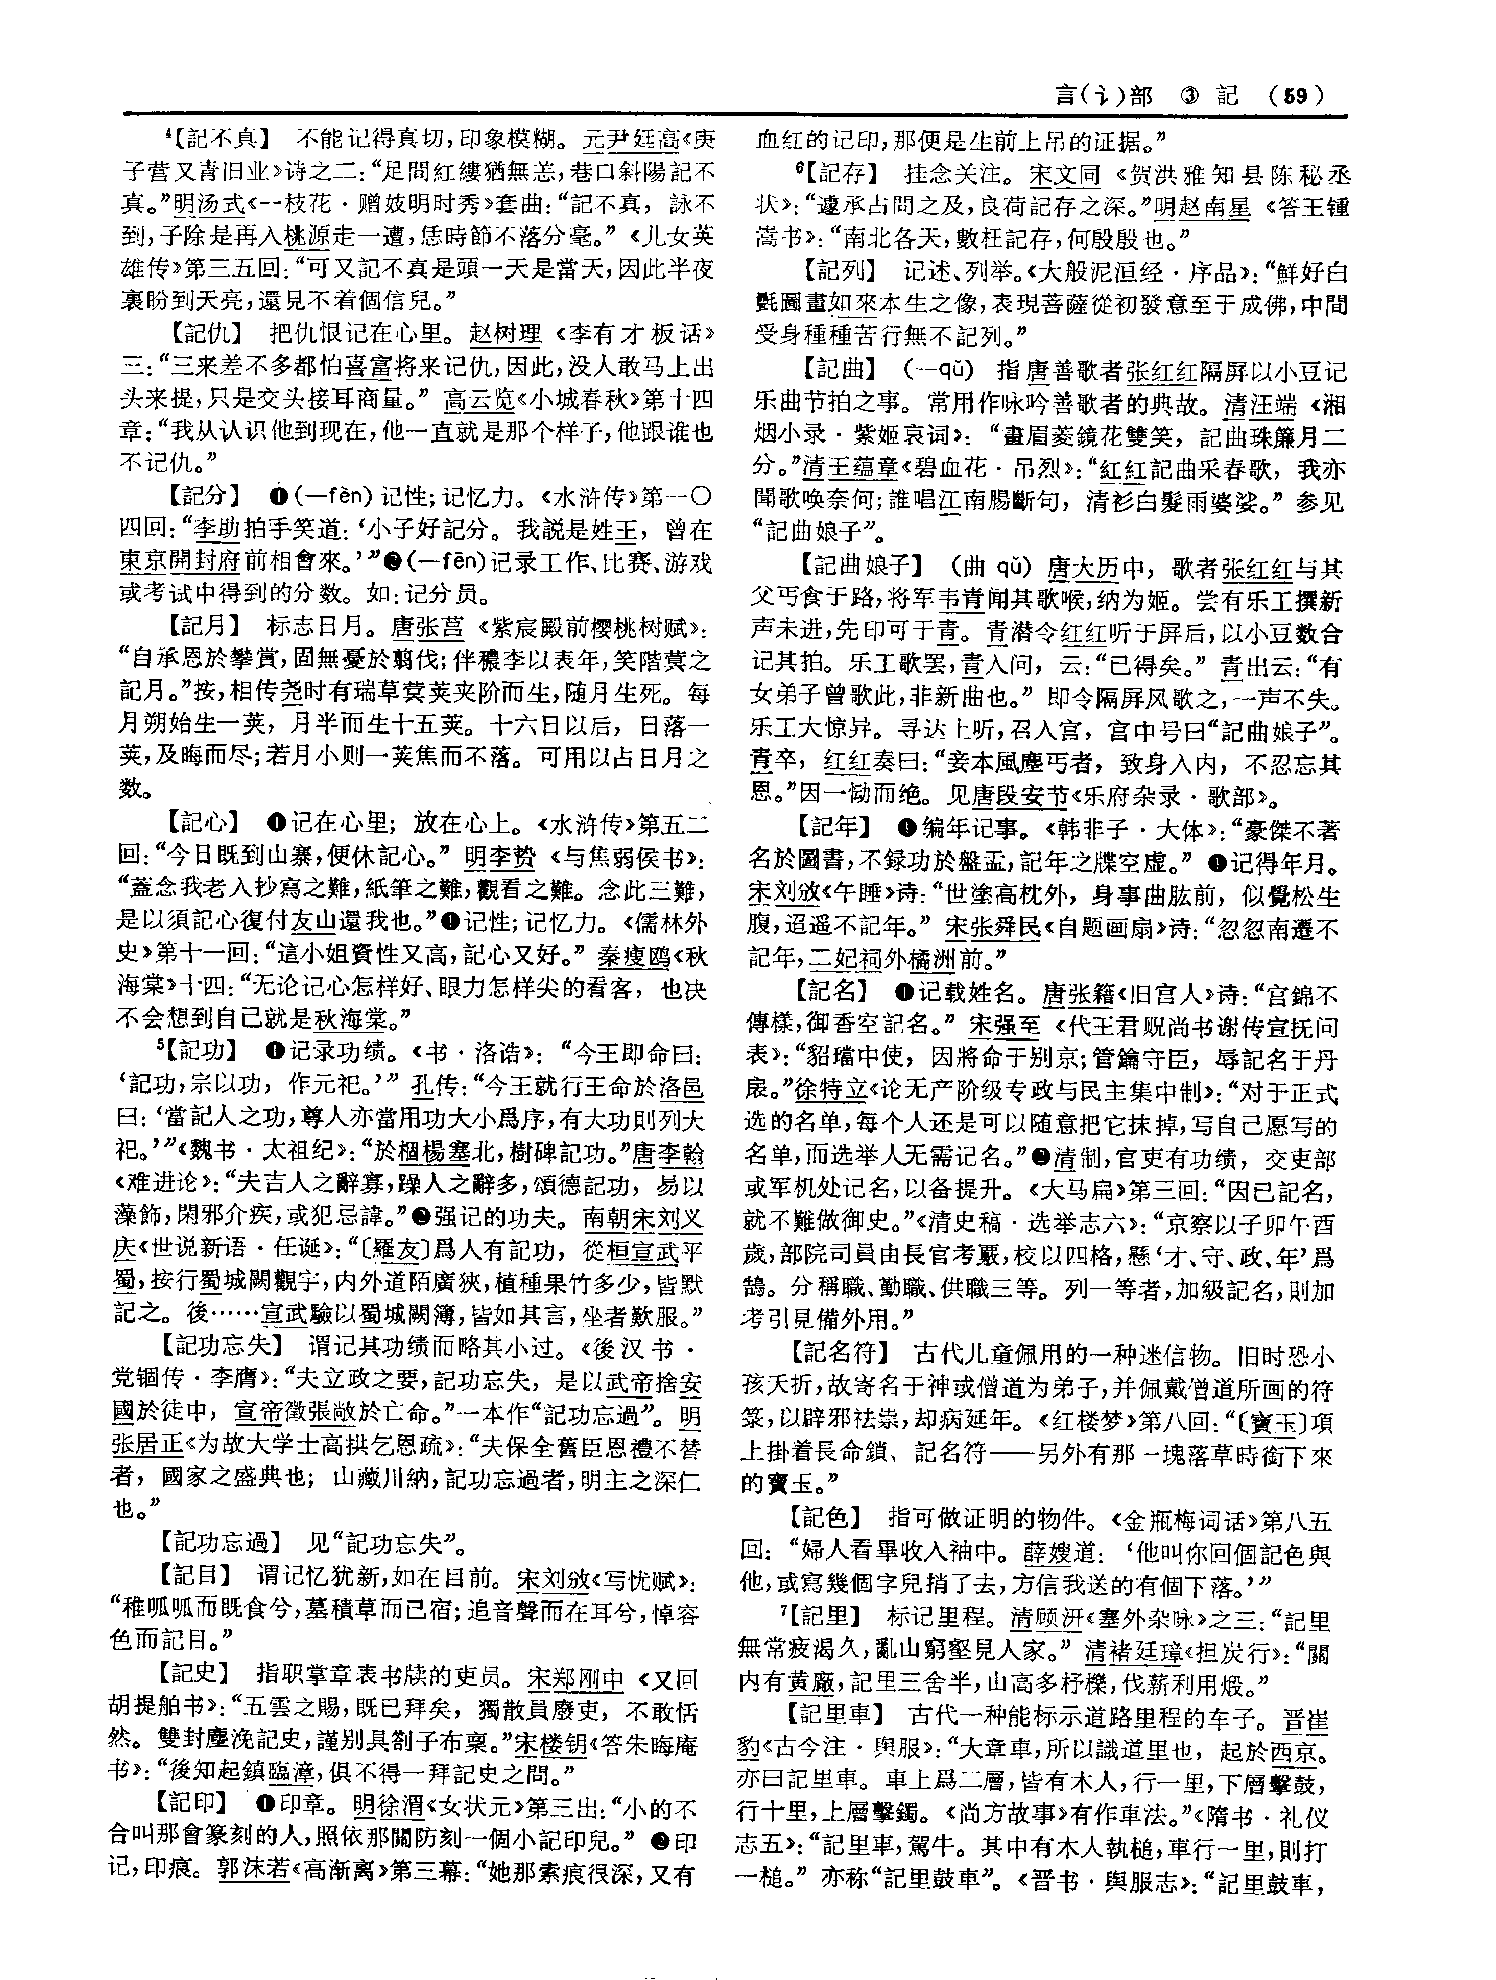 言(讠)部　③　記　(59)
⁴【記不真】　不能记得真切,印象模糊。 元尹廷高《庚
子营又青旧业》诗之二:“足間紅縷猶無恙,巷口斜陽記不
真。”明汤式《一枝花·赠妓明时秀》套曲:“記不真, 詠不
到,子除是再入桃源走一遭,恁時節不落分毫。” 《儿女英
雄传》第三五回:“可又記不真是頭一天是當天,因此半夜
裏盼到天亮,還見不着個信兒。”
【記仇】　把仇恨记在心里。 赵树理《李有才板话》
三:“三来差不多都怕喜富将来记仇,因此,没人敢马上出
头来提,只是交头接耳商量。” 高云览《小城春秋》第十四
章:“我从认识他到现在,他一直就是那个样子,他跟谁也
不记仇。”
【記分】　❶(—fèn)记性;记忆力。《水浒传》第一〇
四回:“李助拍手笑道:‘小子好記分。 我説是姓王, 曾在
東京開封府前相會來。’”❷(—fēn)记录工作、比赛、游戏
或考试中得到的分数。如:记分员。
【記月】　标志日月。 唐张莒《紫宸殿前樱桃树赋》:
“自承恩於攀賞,固無憂於翦伐;伴穠李以表年,笑階蓂之
記月。”按,相传尧时有瑞草蓂荚夹阶而生,随月生死。 每
月朔始生一荚, 月半而生十五荚。 十六日以后, 日落一
荚,及晦而尽;若月小则一荚焦而不落。 可用以占日月之
数。
【記心】　❶记在心里; 放在心上。《水浒传》第五二
回:“今日既到山寨,便休記心。” 明李贽《与焦弱侯书》:
“蓋念我老入抄寫之難,紙筆之難,觀看之難。 念此三難,
是以須記心復付友山還我也。”❶记性;记忆力。《儒林外
史》第十一回:“這小姐資性又高,記心又好。” 秦瘦鸥《秋
海棠》十四:“无论记心怎样好、眼力怎样尖的看客, 也决
不会想到自己就是秋海棠。”
⁵【記功】　❶记录功绩。《书·洛诰》: “今王即命曰:
‘記功,宗以功, 作元祀。’” 孔传:“今王就行王命於洛邑
曰:‘當記人之功,尊人亦當用功大小爲序,有大功則列大
祀。’”《魏书·太祖纪》:“於棝楊塞北,樹碑記功。”唐李翰
《难进论》:“夫吉人之辭寡,躁人之辭多,頌德記功, 易以
藻飾,閑邪介疾,或犯忌諱。”❷强记的功夫。 南朝宋刘义
庆《世说新语·任诞》:“〔羅友〕爲人有記功, 從桓宣武平
蜀,按行蜀城闕觀宇,内外道陌廣狹,植種果竹多少,皆默
記之。 後……宣武驗以蜀城闕簿,皆如其言,坐者歎服。”
【記功忘失】　谓记其功绩而略其小过。《後汉书·
党锢传·李膺》:“夫立政之要,記功忘失, 是以武帝捨安
國於徒中, 宣帝徵張敞於亡命。”一本作“記功忘過”。 明
张居正《为故大学士高拱乞恩疏》:“夫保全舊臣恩禮不替
者, 國家之盛典也; 山藏川納,記功忘過者,明主之深仁
也。”
【記功忘過】　见“記功忘失”。
【記目】　谓记忆犹新,如在目前。 宋刘攽《写忧赋》:
“稚呱呱而既食兮,墓積草而已宿;追音聲而在耳兮,悼容
色而記目。”
【記史】　指职掌章表书牍的吏员。 宋郑刚中《又回
胡提舶书》:“五雲之賜,既已拜矣, 獨散員廢吏, 不敢恬
然。 雙封塵浼記史,謹别具劄子布稟。”宋楼钥《答朱晦庵
书》:“後知起鎮臨漳,俱不得一拜記史之問。”
【記印】　❶印章。 明徐渭《女状元》第三出:“小的不
合叫那會篆刻的人,照依那關防刻一個小記印兒。” ❷印
记,印痕。 郭沫若《高渐离》第三幕:“她那素痕很深,又有
血红的记印,那便是生前上吊的证据。”
⁶【記存】　挂念关注。 宋文同《贺洪雅知县陈秘丞
状》:“遽承占問之及,良荷記存之深。”明赵南星《答王锺
嵩书》:“南北各天,數枉記存,何殷殷也。”
【記列】　记述、列举。《大般泥洹经·序品》:“鮮好白
氎圖畫如來本生之像,表現菩薩從初發意至于成佛,中間
受身種種苦行無不記列。”
【記曲】　(—qǔ)　指唐善歌者张红红隔屏以小豆记
乐曲节拍之事。 常用作咏吟善歌者的典故。 清汪端《湘
烟小录·紫姬哀词》: “畫眉菱鏡花雙笑, 記曲珠簾月二
分。”清王蕴章《碧血花·吊烈》:“紅紅記曲采春歌, 我亦
聞歌唤奈何;誰唱江南腸斷句, 清衫白髮雨婆娑。” 参见
“記曲娘子”。
【記曲娘子】　(曲 qǔ)　唐大历中, 歌者张红红与其
父丐食于路,将军韦青闻其歌喉,纳为姬。 尝有乐工撰新
声未进,先印可于青。 青潜令红红听于屏后,以小豆数合
记其拍。 乐工歌罢,青入问, 云:“已得矣。” 青出云:“有
女弟子曾歌此,非新曲也。” 即令隔屏风歌之,一声不失。
乐工大惊异。 寻达上听,召入宫, 宫中号曰“記曲娘子”。
青卒, 红红奏曰:“妾本風塵丐者, 致身入内, 不忍忘其
恩。”因一恸而绝。 见唐段安节《乐府杂录·歌部》。
【記年】　❶编年记事。《韩非子·大体》:“豪傑不著
名於圖書,不録功於盤盂,記年之牒空虚。” ❶记得年月。
宋刘攽《午睡》诗:“世塗高枕外, 身事曲肱前, 似覺松生
腹,迢遥不記年。” 宋张舜民《自题画扇》诗:“忽忽南遷不
記年,二妃祠外橘洲前。”
【記名】　❶记载姓名。 唐张籍《旧宫人》诗:“宫錦不
傳樣,御香空記名。” 宋强至《代王君贶尚书谢传宣抚问
表》:“貂璫中使, 因將命于别京;管鑰守臣, 辱記名于丹
扆。”徐特立《论无产阶级专政与民主集中制》:“对于正式
选的名单,每个人还是可以随意把它抹掉,写自己愿写的
名单,而选举人无需记名。”❷清制,官吏有功绩, 交吏部
或军机处记名,以备提升。《大马扁》第三回:“因已記名,
就不難做御史。”《清史稿·选举志六》:“京察以子卯午酉
歲,部院司員由長官考覈,校以四格,懸‘才、守、政、年’爲
鵠。 分稱職、勤職、供職三等。 列一等者,加級記名,則加
考引見備外用。”
【記名符】　古代儿童佩用的一种迷信物。 旧时恐小
孩夭折,故寄名于神或僧道为弟子,并佩戴僧道所画的符
箓,以辟邪祛祟,却病延年。《红楼梦》第八回:“〔寶玉〕項
上掛着長命鎖、記名符——另外有那一塊落草時銜下來
的寶玉。”
【記色】　指可做证明的物件。《金瓶梅词话》第八五
回: “婦人看畢收入袖中。 薛嫂道: ‘他叫你回個記色與
他,或寫幾個字兒捎了去,方信我送的有個下落。’”
⁷【記里】　标记里程。 清顾汧《塞外杂咏》之三:“記里
無常疲渴久,亂山窮壑見人家。” 清褚廷璋《担炭行》:“關
内有黄廠,記里三舍半,山高多杼櫟,伐薪利用煅。”
【記里車】　古代一种能标示道路里程的车子。 晋崔
豹《古今注·舆服》:“大章車,所以識道里也, 起於西京。
亦曰記里車。 車上爲二層,皆有木人,行一里,下層擊鼓,
行十里,上層擊鐲。《尚方故事》有作車法。”《隋书·礼仪
志五》:“記里車,駕牛。 其中有木人執槌,車行一里,則打
一槌。” 亦称“記里鼓車”。《晋书·舆服志》:“記里鼓車,